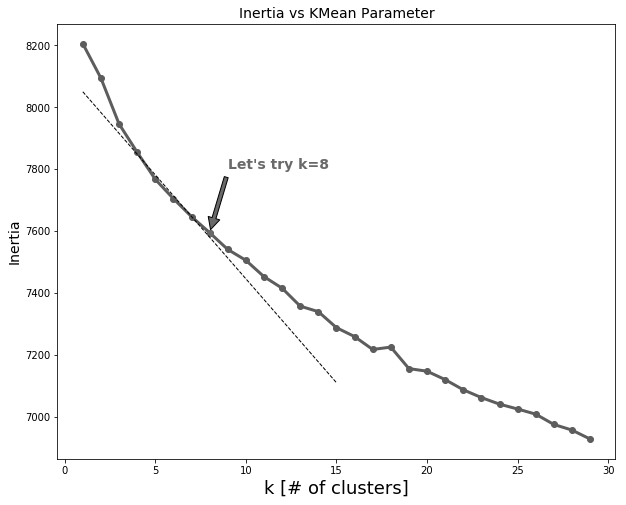 Inertia vs KMean Parameter
8200
8000
7800
7600
7400
7200
7000
Inertia
Let's try k=8
0 5 10 15 20 25 30
k [# of clusters]